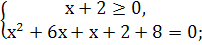 x + 2 ≥ 0,
x² + 6x + x + 2 + 8 = 0;